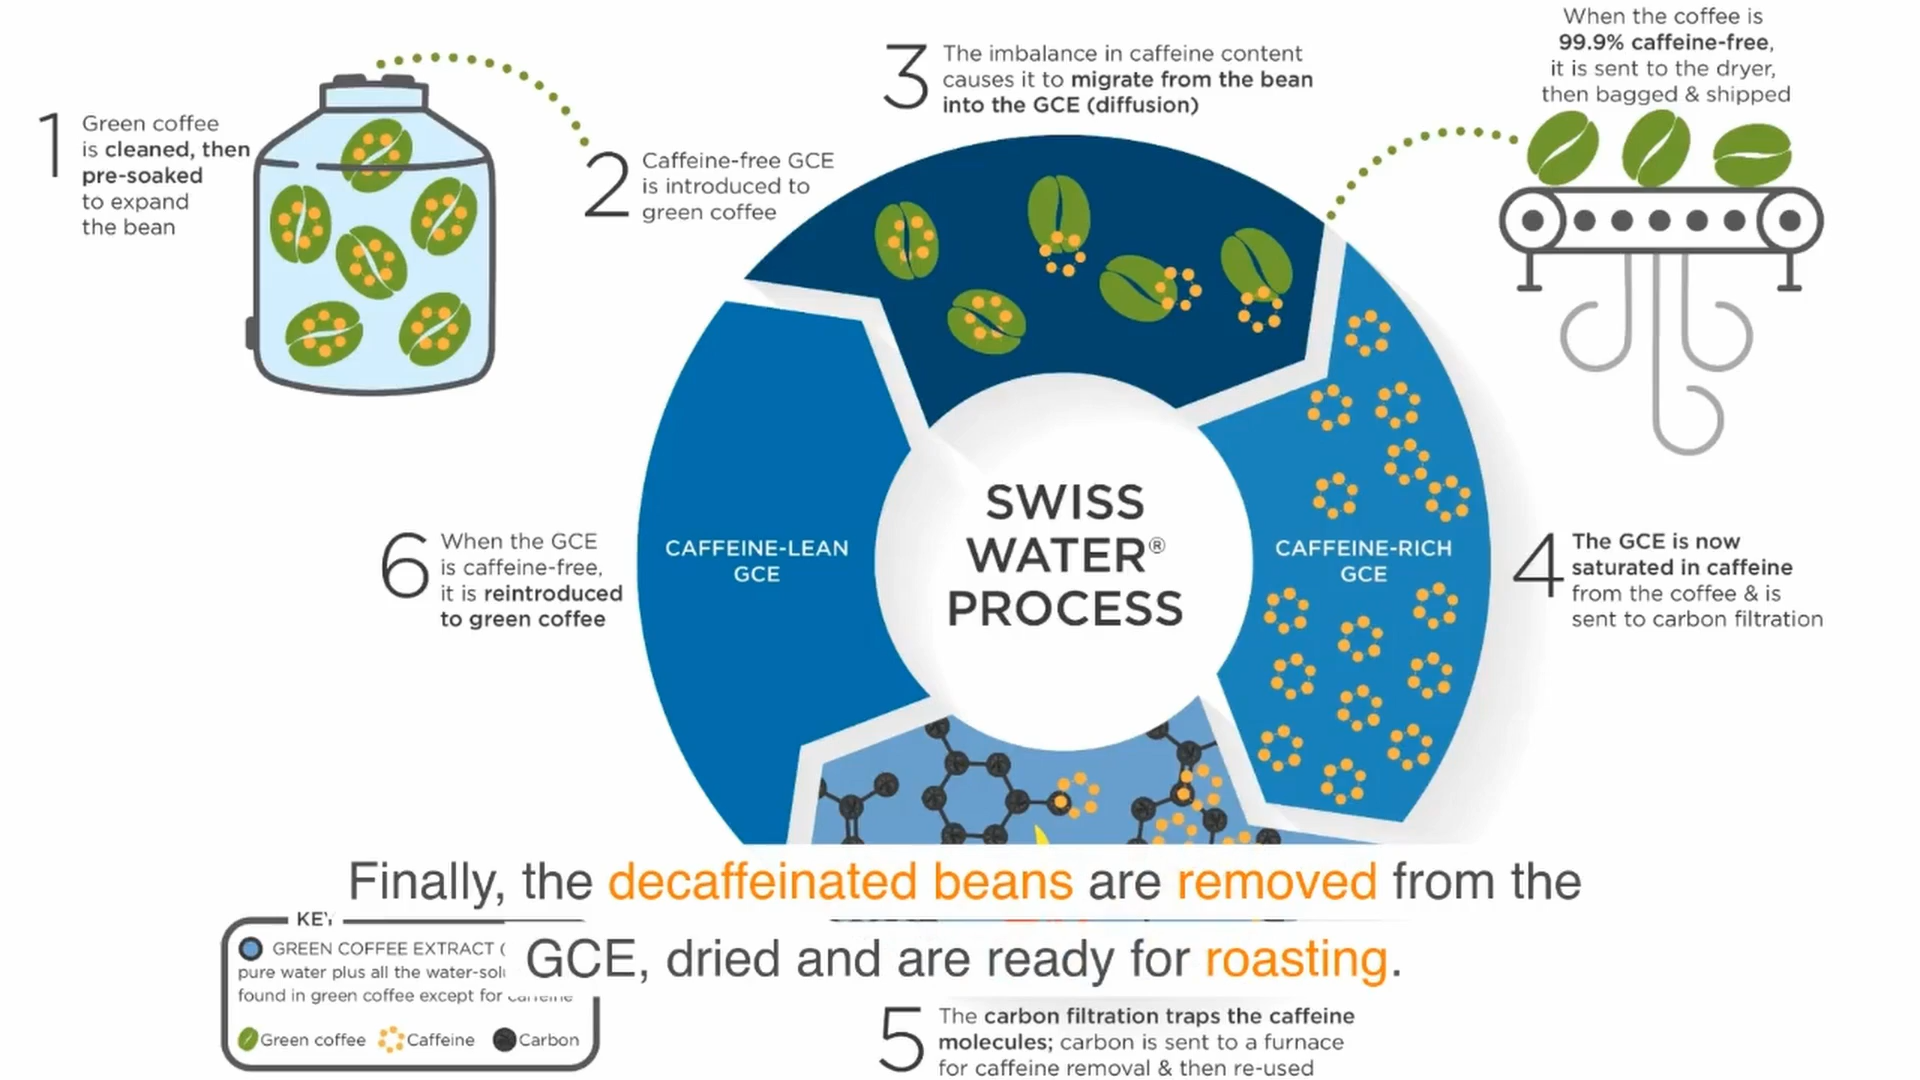 1
Green coffee
is cleaned, then
pre-soaked
to expand
the bean
2
Caffeine-free GCE
is introduced to
green coffee
3
The imbalance in caffeine content
causes it to migrate from the bean
into the GCE (diffusion)
When the coffee is
99.9% caffeine-free,
it is sent to the dryer,
then bagged & shipped
SWISS
WATER®
PROCESS
CAFFEINE-LEAN
GCE
CAFFEINE-RICH
GCE
4
The GCE is now
saturated in caffeine
from the coffee & is
sent to carbon filtration
6
When the GCE
is caffeine-free,
it is reintroduced
to green coffee
Finally, the decaffeinated beans are removed from the
GCE, dried and are ready for roasting.
KEY
GREEN COFFEE EXTRACT (
pure water plus all the
found in green coffee except for
Green coffee
Caffeine
Carbon
5
The carbon filtration traps the caffeine
molecules; carbon is sent to a furnace
for caffeine removal & then re-used